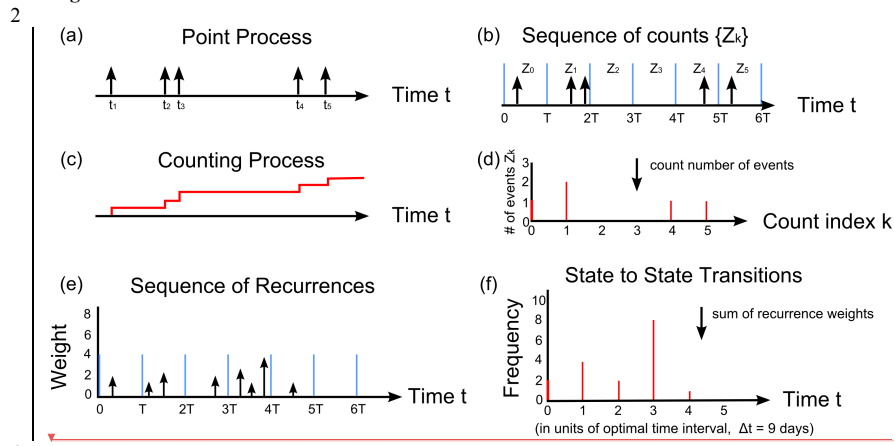 2
(a) Point Process
t1 t2 t3 t4 t5
Time t
(b) Sequence of counts {Zk}
Z0 Z1 Z2 Z3 Z4 Z5
0 T 2T 3T 4T 5T 6T
Time t
(c) Counting Process
Time t
(d)
# of events Zk
3
2
1
0
count number of events
0 1 2 3 4 5
Count index k
(e) Sequence of Recurrences
Weight
8
6
4
2
0
0 T 2T 3T 4T 5T 6T
Time t
(f) State to State Transitions
Frequency
10
8
6
4
2
0
sum of recurrence weights
0 1 2 3 4 5
Time t
(in units of optimal time interval, Δt = 9 days)